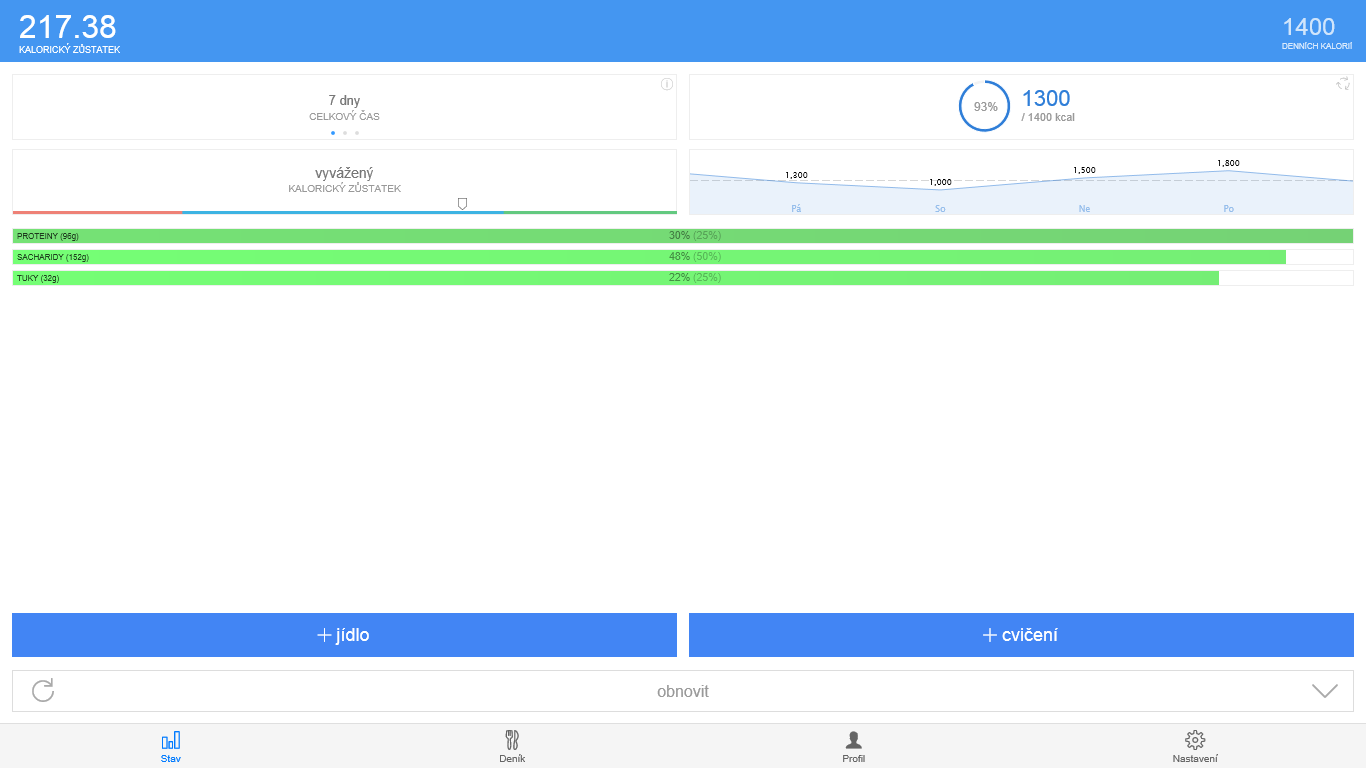 217.38
KALORICKÝ ZŮSTATEK
1400
DENNÍCH KALORIÍ
7 dny
CELKOVÝ ČAS
93%
1300
/ 1400 kcal
vyvážený
KALORICKÝ ZŮSTATEK
1,300
1,000
1,500
1,800
Pá
So
Ne
Po
PROTEINY (96g)
30% (25%)
SACHARIDY (152g)
48% (50%)
TUKY (32g)
22% (25%)
+ jídlo
+ cvičení
obnovit
Stav
Deník
Profil
Nastavení